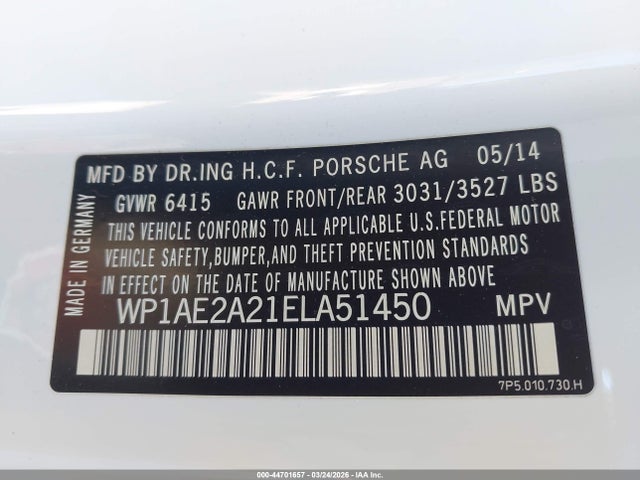 MFD BY DR.ING H.C.F. PORSCHE AG 05/14
GVWR 6415 GAWR FRONT/REAR 3031/3527 LBS
THIS VEHICLE CONFORMS TO ALL APPLICABLE U.S.FEDERAL MOTOR
VEHICLE SAFETY,BUMPER,AND THEFT PREVENTION STANDARDS
IN EFFECT ON THE DATE OF MANUFACTURE SHOWN ABOVE
WP1AE2A21ELA51450 MPV
MADE IN GERMANY
7P5.010.730.H
000-44701657 - 03/24/2026 - IAA Inc.